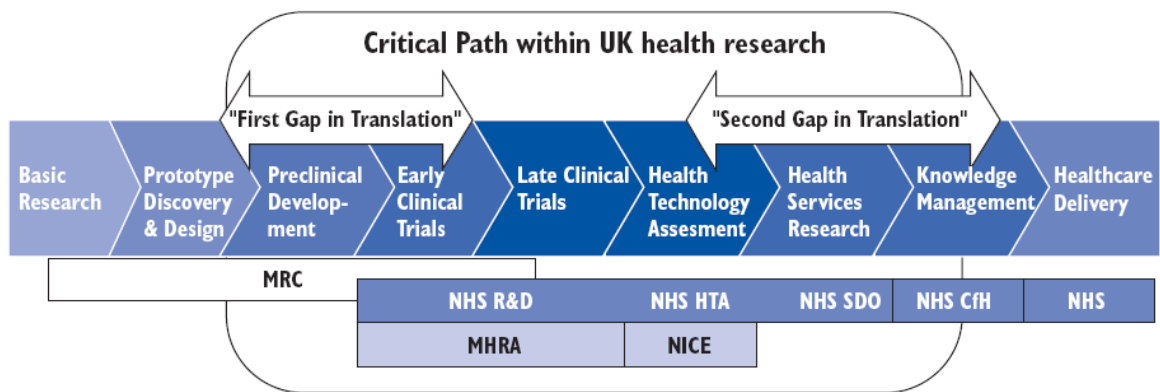 Critical Path within UK health research
"First Gap in Translation"
"Second Gap in Translation"
Basic
Research
Prototype
Discovery
& Design
Preclinical
Develop-
ment
Early
Clinical
Trials
Late Clinical
Trials
Health
Technology
Assesment
Health
Services
Research
Knowledge
Management
Healthcare
Delivery
MRC
NHS R&D
NHS HTA
NHS SDO
NHS CfH
NHS
MHRA
NICE